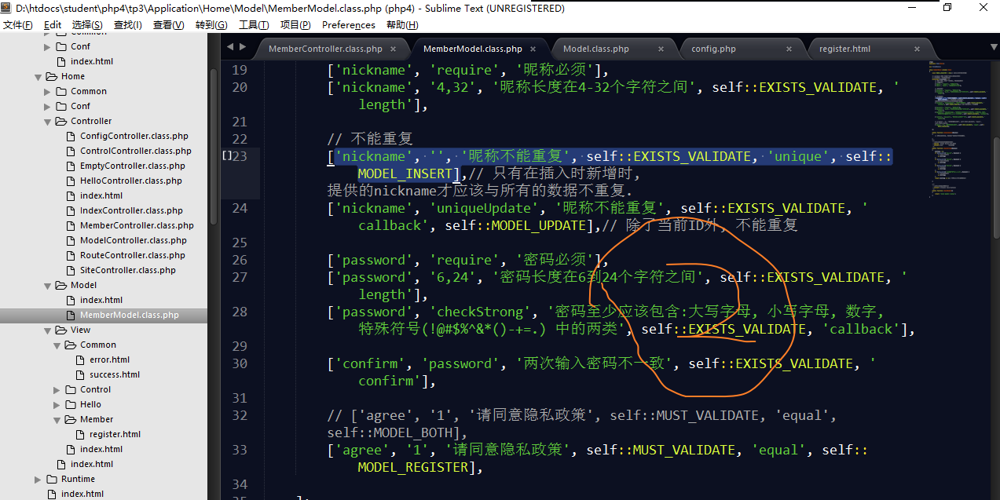 D:\htdocs\student\php4\tp3\Application\Home\Model\MemberModel.class.php (php4) - Sublime Text (UNREGISTERED)
文件(F) Edit 选择(S) 查找(I) 查看(V) 转到(G) 工具(T) 项目(P) Preferences 帮助(H)
Common
Conf
index.html
Home
Common
Conf
Controller
ConfigController.class.php
ControlController.class.php
EmptyController.class.php
HelloController.class.php
index.html
IndexController.class.php
MemberController.class.php
ModelController.class.php
RouteController.class.php
SiteController.class.php
Model
index.html
MemberModel.class.php
View
Common
error.html
success.html
Control
Hello
Member
register.html
index.html
index.html
Runtime
index.html
MemberController.class.php × MemberModel.class.php × Model.class.php × config.php × register.html ×
19 ['nickname', 'require', '昵称必须'],
20 ['nickname', '4,32', '昵称长度在4-32个字符之间', self::EXISTS_VALIDATE, '
length'],
21
22 // 不能重复
[]23 ['nickname', '', '昵称不能重复', self::EXISTS_VALIDATE, 'unique', self::
MODEL_INSERT],// 只有在插入时新增时,
提供的nickname才应该与所有的数据不重复.
24 ['nickname', 'uniqueUpdate', '昵称不能重复', self::EXISTS_VALIDATE, '
callback', self::MODEL_UPDATE],// 除了当前ID外, 不能重复
25
26 ['password', 'require', '密码必须'],
27 ['password', '6,24', '密码长度在6到24个字符之间', self::EXISTS_VALIDATE, '
length'],
28 ['password', 'checkStrong', '密码至少应该包含:大写字母, 小写字母, 数字,
特殊符号(!@#$%^&*()-+=.) 中的两类', self::EXISTS_VALIDATE, 'callback'],
29
30 ['confirm', 'password', '两次输入密码不一致', self::EXISTS_VALIDATE, '
confirm'],
31
32 // ['agree', '1', '请同意隐私政策', self::MUST_VALIDATE, 'equal',
self::MODEL_BOTH],
33 ['agree', '1', '请同意隐私政策', self::MUST_VALIDATE, 'equal', self::
MODEL_REGISTER],
34